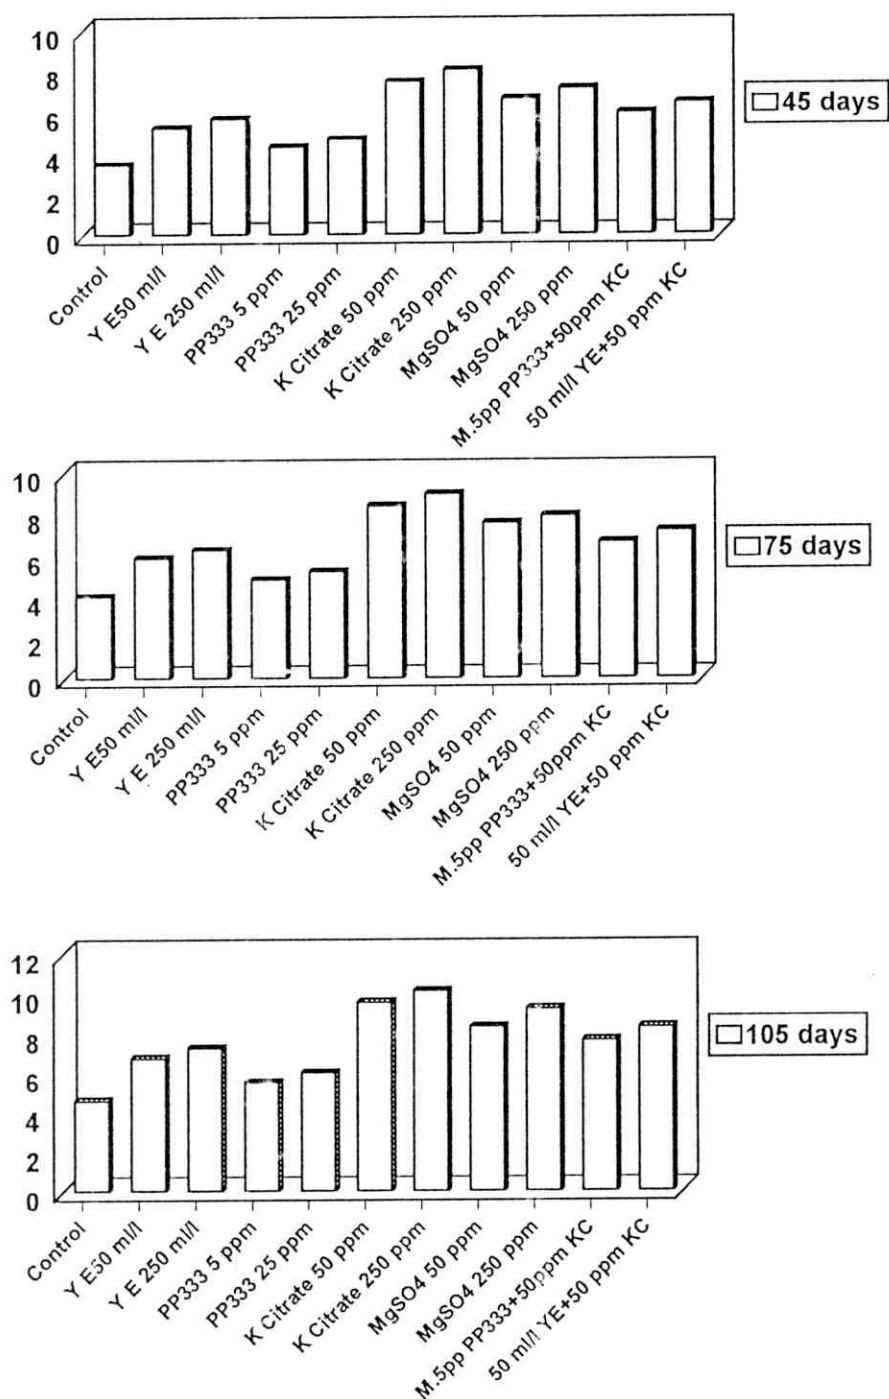 10
8
6
4
2
0
45 days
Control
Y E50 ml/l
Y E 250 ml/l
PP333 5 ppm
PP333 25 ppm
K Citrate 50 ppm
K Citrate 250 ppm
MgSO4 50 ppm
MgSO4 250 ppm
M.5pp PP333+50ppm KC
50 ml/l YE+50 ppm KC
10
8
6
4
2
0
75 days
Control
Y E50 ml/l
Y E 250 ml/l
PP333 5 ppm
PP333 25 ppm
K Citrate 50 ppm
K Citrate 250 ppm
MgSO4 50 ppm
MgSO4 250 ppm
M.5pp PP333+50ppm KC
50 ml/l YE+50 ppm KC
12
10
8
6
4
2
0
105 days
Control
Y E50 ml/l
Y E 250 ml/l
PP333 5 ppm
PP333 25 ppm
K Citrate 50 ppm
K Citrate 250 ppm
MgSO4 50 ppm
MgSO4 250 ppm
M.5pp PP333+50ppm KC
50 ml/l YE+50 ppm KC